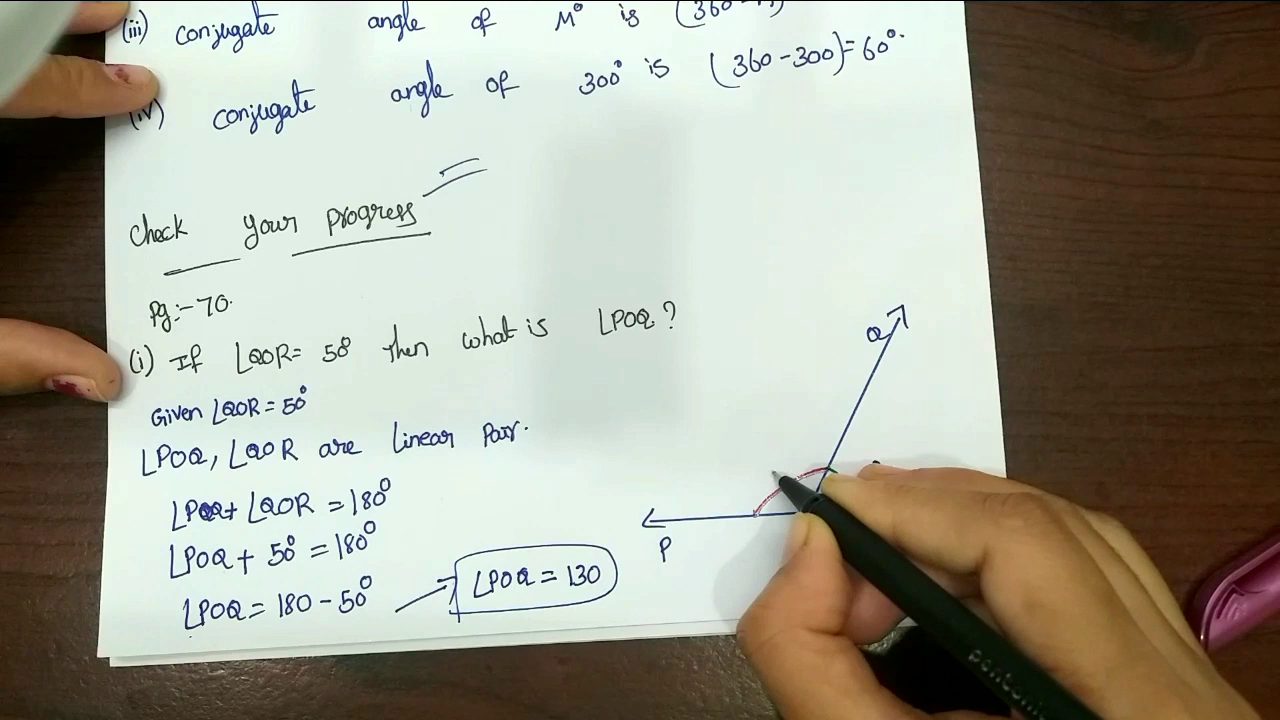 (iii) conjugate angle of M° is (360-
(iv) conjugate angle of 300° is (360-300)=60°.
Check your progress
Pg:-70.
(i) If ∠QOR= 50° then what is ∠POQ?
Given ∠QOR = 50°
∠POQ, ∠QOR are Linear Pair.
∠POQ+ ∠QOR = 180°
∠POQ + 50° = 180°
∠POQ = 180 - 50°
∠POQ = 130
Q
P